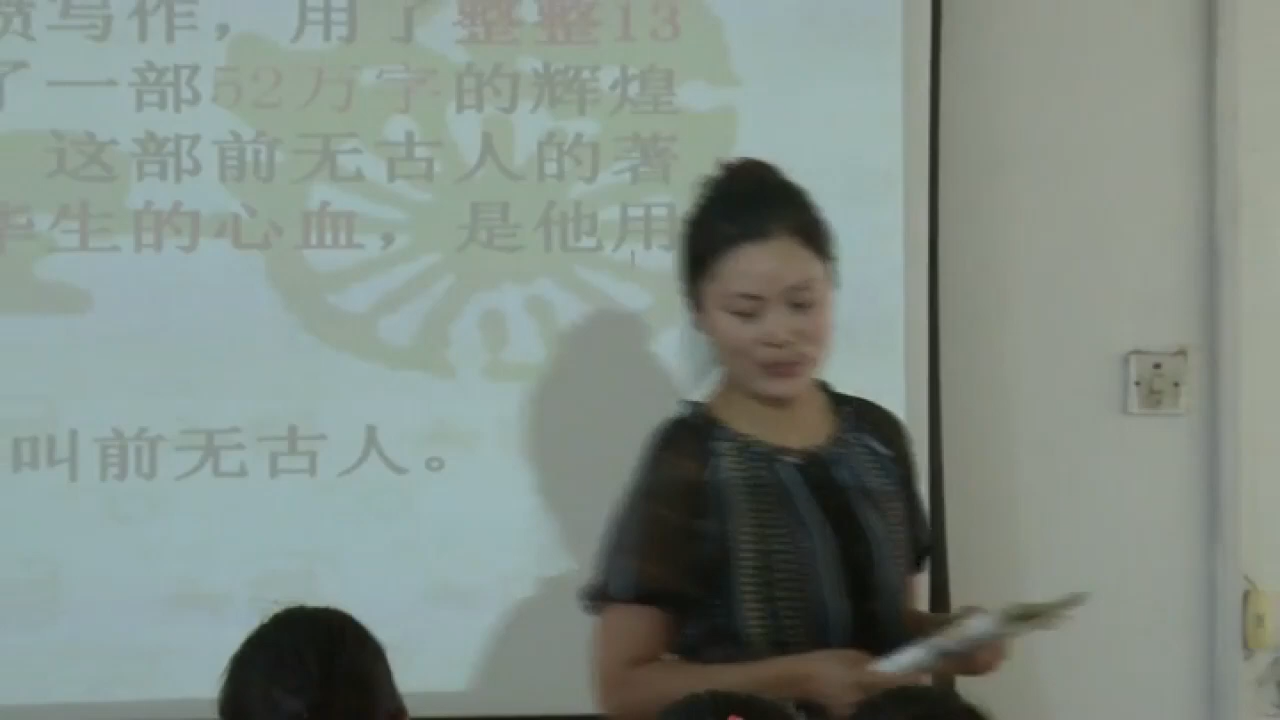 愤写作，用了整整13
了一部52万字的辉煌
这部前无古人的著
毕生的心血，是他用
叫前无古人。